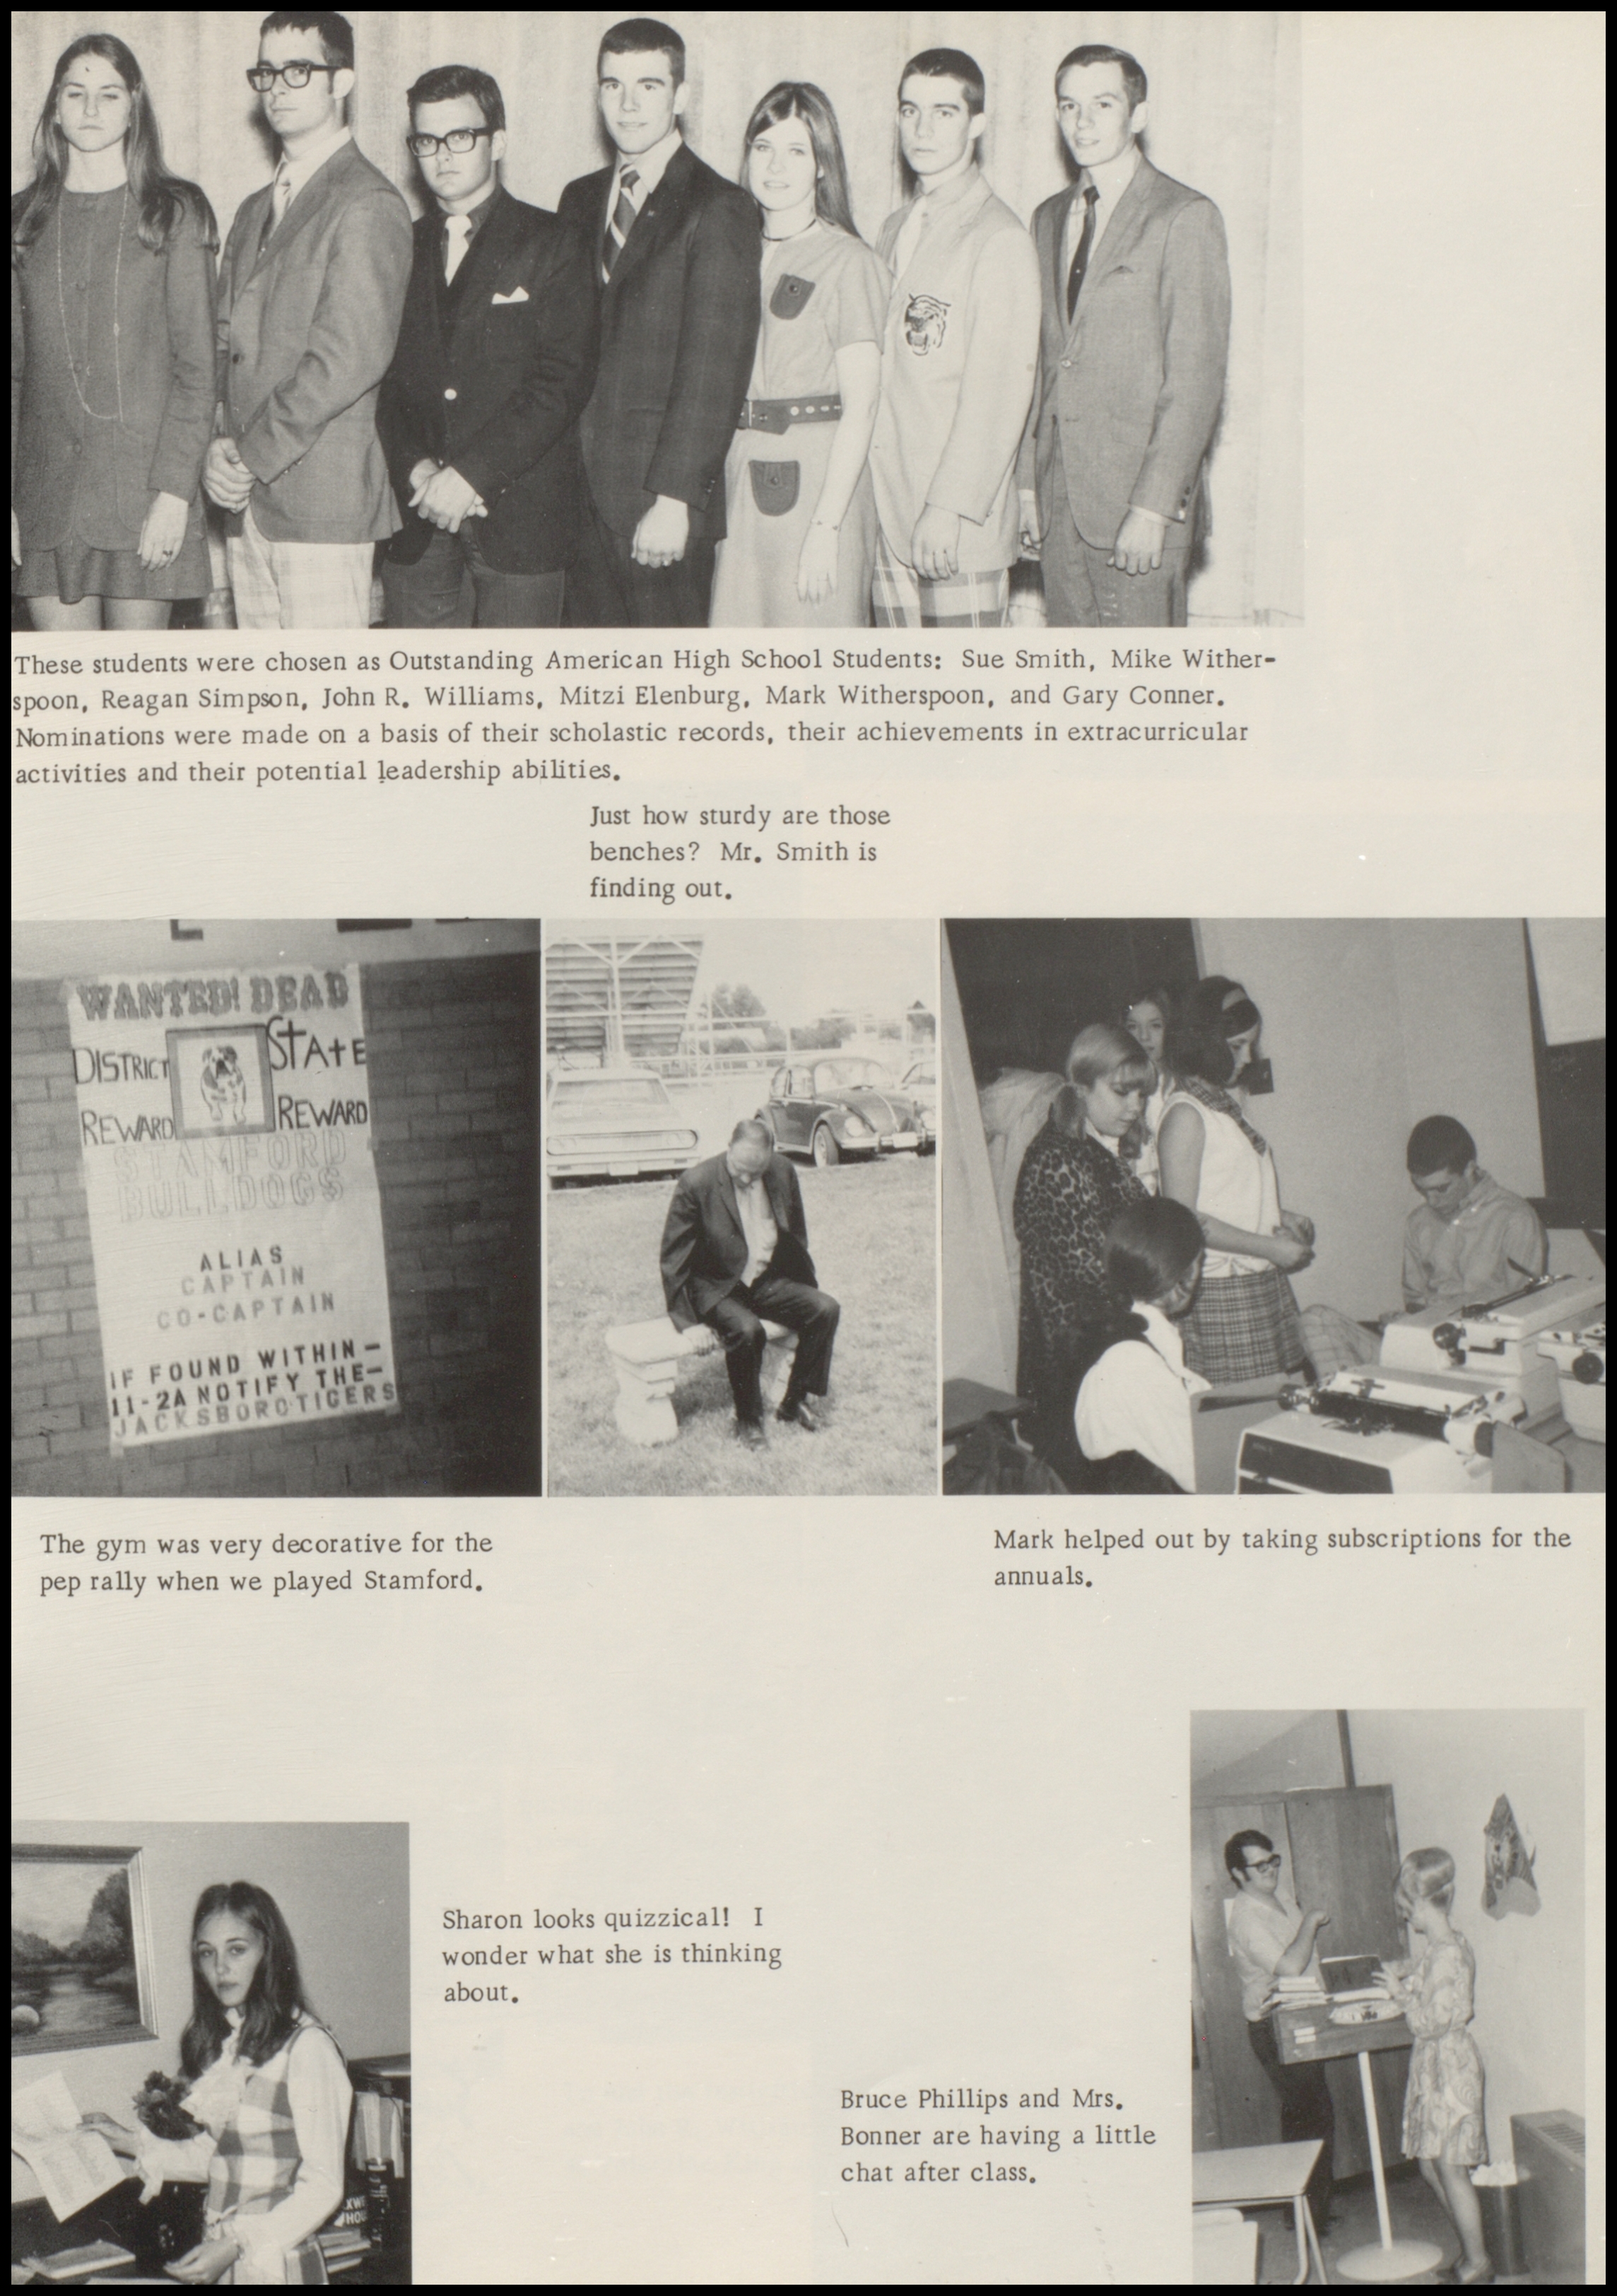 These students were chosen as Outstanding American High School Students: Sue Smith, Mike Wither-
spoon, Reagan Simpson, John R. Williams, Mitzi Elenburg, Mark Witherspoon, and Gary Conner.
Nominations were made on a basis of their scholastic records, their achievements in extracurricular
activities and their potential leadership abilities.
Just how sturdy are those
benches? Mr. Smith is
finding out.
WANTED! DEAD
DISTRICT STATE
REWARD REWARD
STAMFORD
BULLDOGS
ALIAS
CAPTAIN
CO-CAPTAIN
IF FOUND WITHIN-
11-2A NOTIFY THE-
JACKSBORO TIGERS
The gym was very decorative for the
pep rally when we played Stamford.
Mark helped out by taking subscriptions for the
annuals.
Sharon looks quizzical! I
wonder what she is thinking
about.
Bruce Phillips and Mrs.
Bonner are having a little
chat after class.